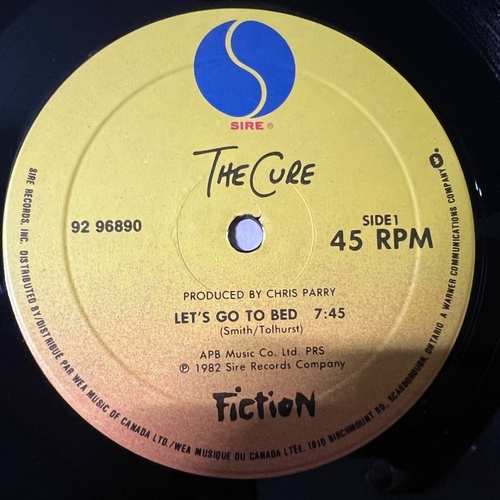 SIRE®
THE CURE
92 96890
SIDE 1
45 RPM
PRODUCED BY CHRIS PARRY
LET'S GO TO BED 7:45
(Smith/Tolhurst)
APB Music Co. Ltd. PRS
℗ 1982 Sire Records Company
Fiction
SIRE RECORDS, INC. DISTRIBUTED BY/DISTRIBUÉ PAR WEA MUSIC OF CANADA LTD./WEA MUSIQUE DU CANADA LTÉE, 1810 BIRCHMOUNT RD., SCARBOROUGH, ONTARIO A WARNER COMMUNICATIONS COMPANY